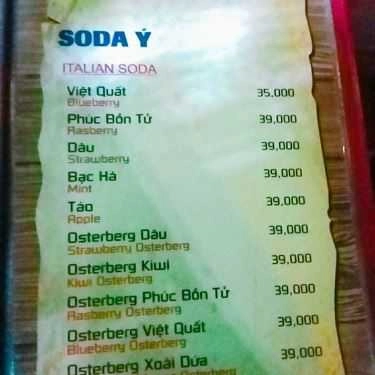 SODA Ý
ITALIAN SODA
Việt Quất 35,000
Blueberry
Phúc Bồn Tử 39,000
Rasberry
Dâu 39,000
Strawberry
Bạc Hà 39,000
Mint
Táo 39,000
Apple
Osterberg Dâu 39,000
Strawberry Osterberg
Osterberg Kiwi 39,000
Kiwi Osterberg
Osterberg Phúc Bồn Tử 39,000
Rasberry Osterberg
Osterberg Việt Quất 39,000
Blueberry Osterberg
Osterberg Xoài Dứa 39,000
Osterberg